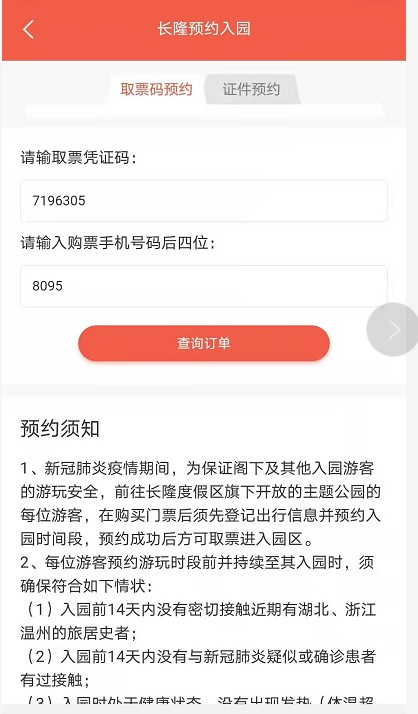 长隆预约入园
取票码预约
证件预约
请输取票凭证码：
7196305
请输入购票手机号码后四位：
8095
查询订单
预约须知
1、新冠肺炎疫情期间，为保证阁下及其他入园游客
的游玩安全，前往长隆度假区旗下开放的主题公园的
每位游客，在购买门票后须先登记出行信息并预约入
园时间段，预约成功后方可取票进入园区。
2、每位游客预约游玩时段前并持续至其入园时，须
确保符合如下情状：
（1）入园前14天内没有密切接触近期有湖北、浙江
温州的旅居史者；
（2）入园前14天内没有与新冠肺炎疑似或确诊患者
有过接触；
（3）入园时处于健康状态，没有出现发热（体温超